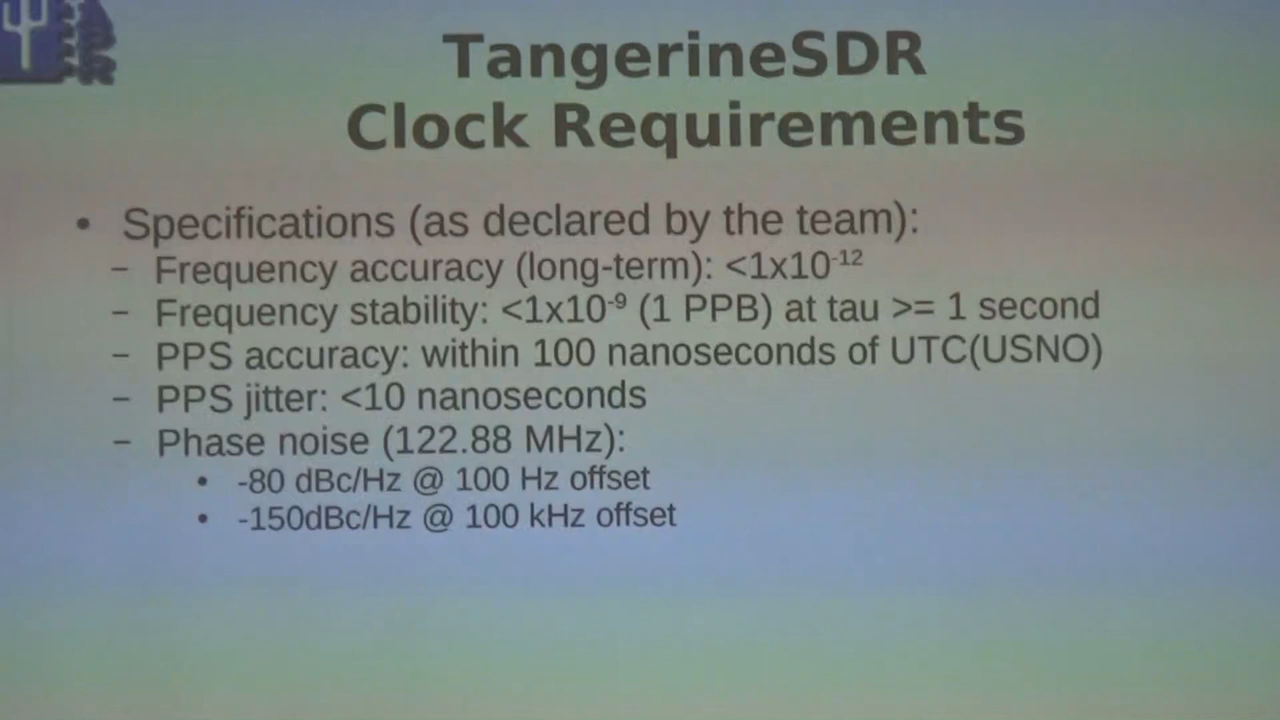 TangerineSDR
Clock Requirements
• Specifications (as declared by the team):
– Frequency accuracy (long-term): <1x10⁻¹²
– Frequency stability: <1x10⁻⁹ (1 PPB) at tau >= 1 second
– PPS accuracy: within 100 nanoseconds of UTC(USNO)
– PPS jitter: <10 nanoseconds
– Phase noise (122.88 MHz):
• -80 dBc/Hz @ 100 Hz offset
• -150dBc/Hz @ 100 kHz offset